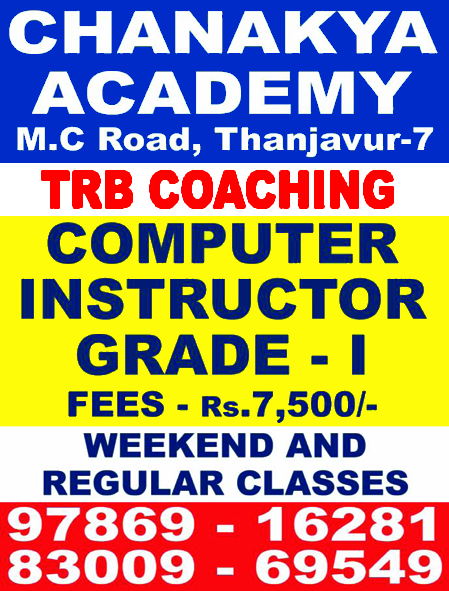 CHANAKYA
ACADEMY
M.C Road, Thanjavur-7
TRB COACHING
COMPUTER
INSTRUCTOR
GRADE - I
FEES - Rs.7,500/-
WEEKEND AND
REGULAR CLASSES
97869 - 16281
83009 - 69549